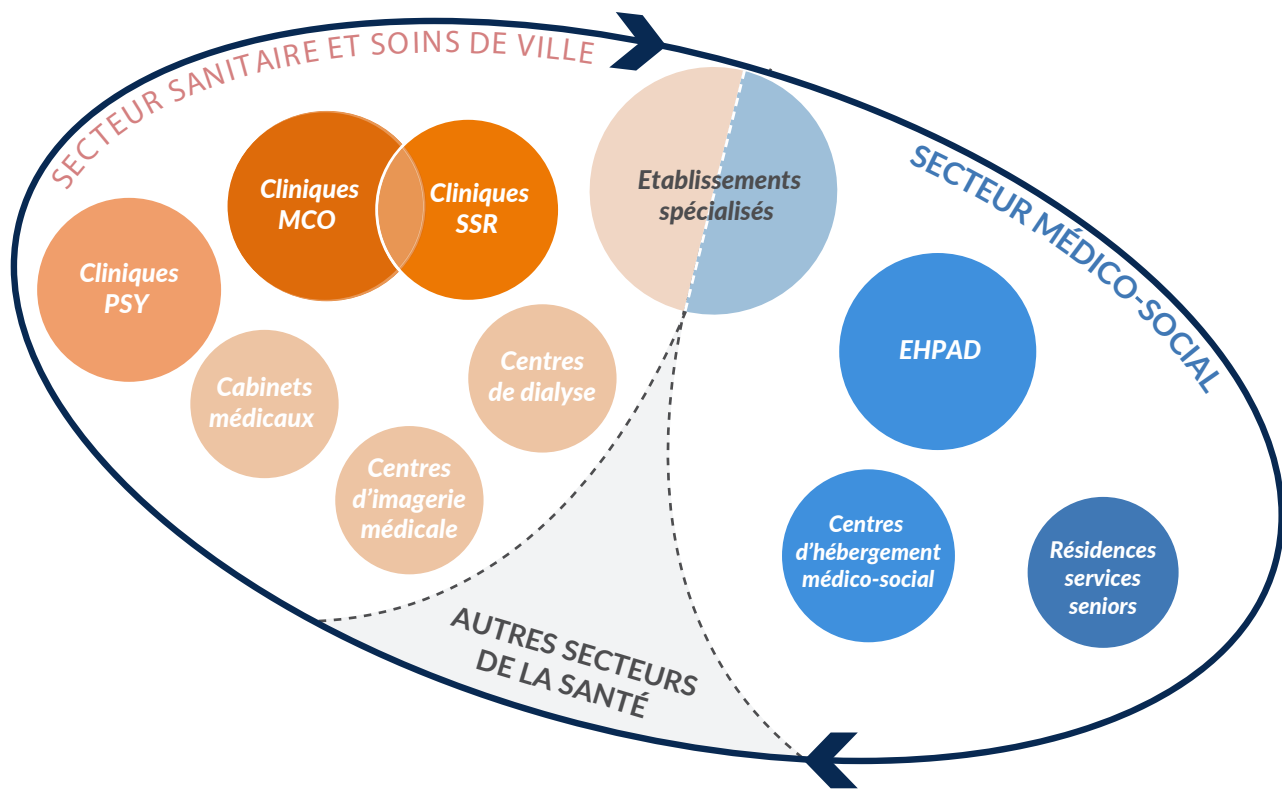 SECTEUR SANITAIRE ET SOINS DE VILLE
SECTEUR MÉDICO-SOCIAL
Cliniques
MCO
Cliniques
SSR
Etablissements
spécialisés
Cliniques
PSY
EHPAD
Cabinets
médicaux
Centres
de dialyse
Centres
d'imagerie
médicale
Centres
d’hébergement
médico-social
Résidences
services
seniors
AUTRES SECTEURS
DE LA SANTÉ